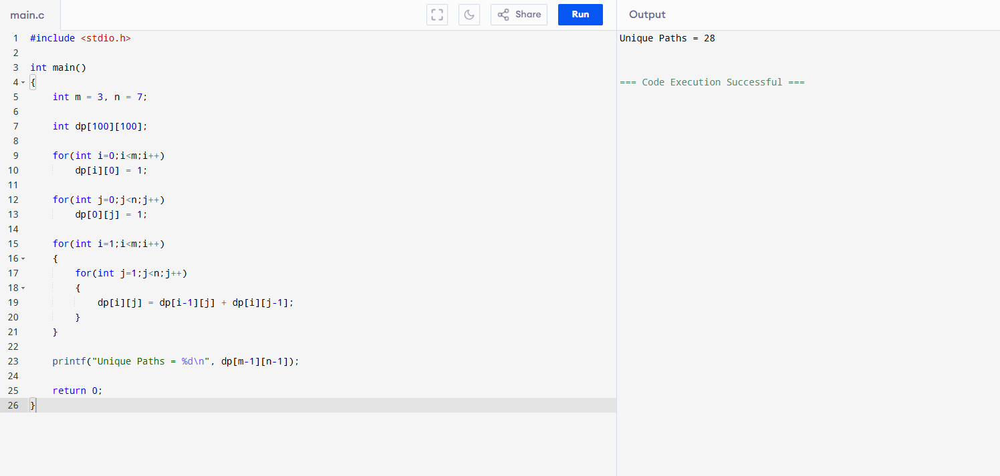 main.c
Share
Run
Output
1 #include <stdio.h>
2
3 int main()
4 {
5     int m = 3, n = 7;
6
7     int dp[100][100];
8
9     for(int i=0;i<m;i++)
10         dp[i][0] = 1;
11
12     for(int j=0;j<n;j++)
13         dp[0][j] = 1;
14
15     for(int i=1;i<m;i++)
16     {
17         for(int j=1;j<n;j++)
18         {
19             dp[i][j] = dp[i-1][j] + dp[i][j-1];
20         }
21     }
22
23     printf("Unique Paths = %d\n", dp[m-1][n-1]);
24
25     return 0;
26 }
Unique Paths = 28
=== Code Execution Successful ===